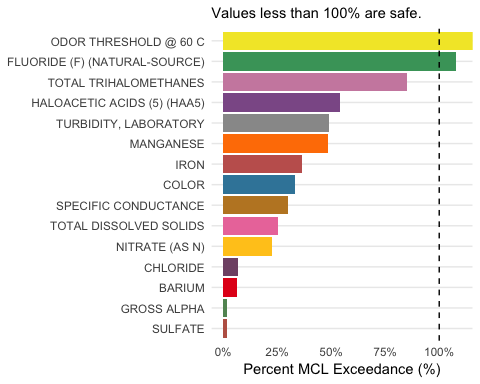 Values less than 100% are safe.
ODOR THRESHOLD @ 60 C
FLUORIDE (F) (NATURAL-SOURCE)
TOTAL TRIHALOMETHANES
HALOACETIC ACIDS (5) (HAA5)
TURBIDITY, LABORATORY
MANGANESE
IRON
COLOR
SPECIFIC CONDUCTANCE
TOTAL DISSOLVED SOLIDS
NITRATE (AS N)
CHLORIDE
BARIUM
GROSS ALPHA
SULFATE
0% 25% 50% 75% 100%
Percent MCL Exceedance (%)